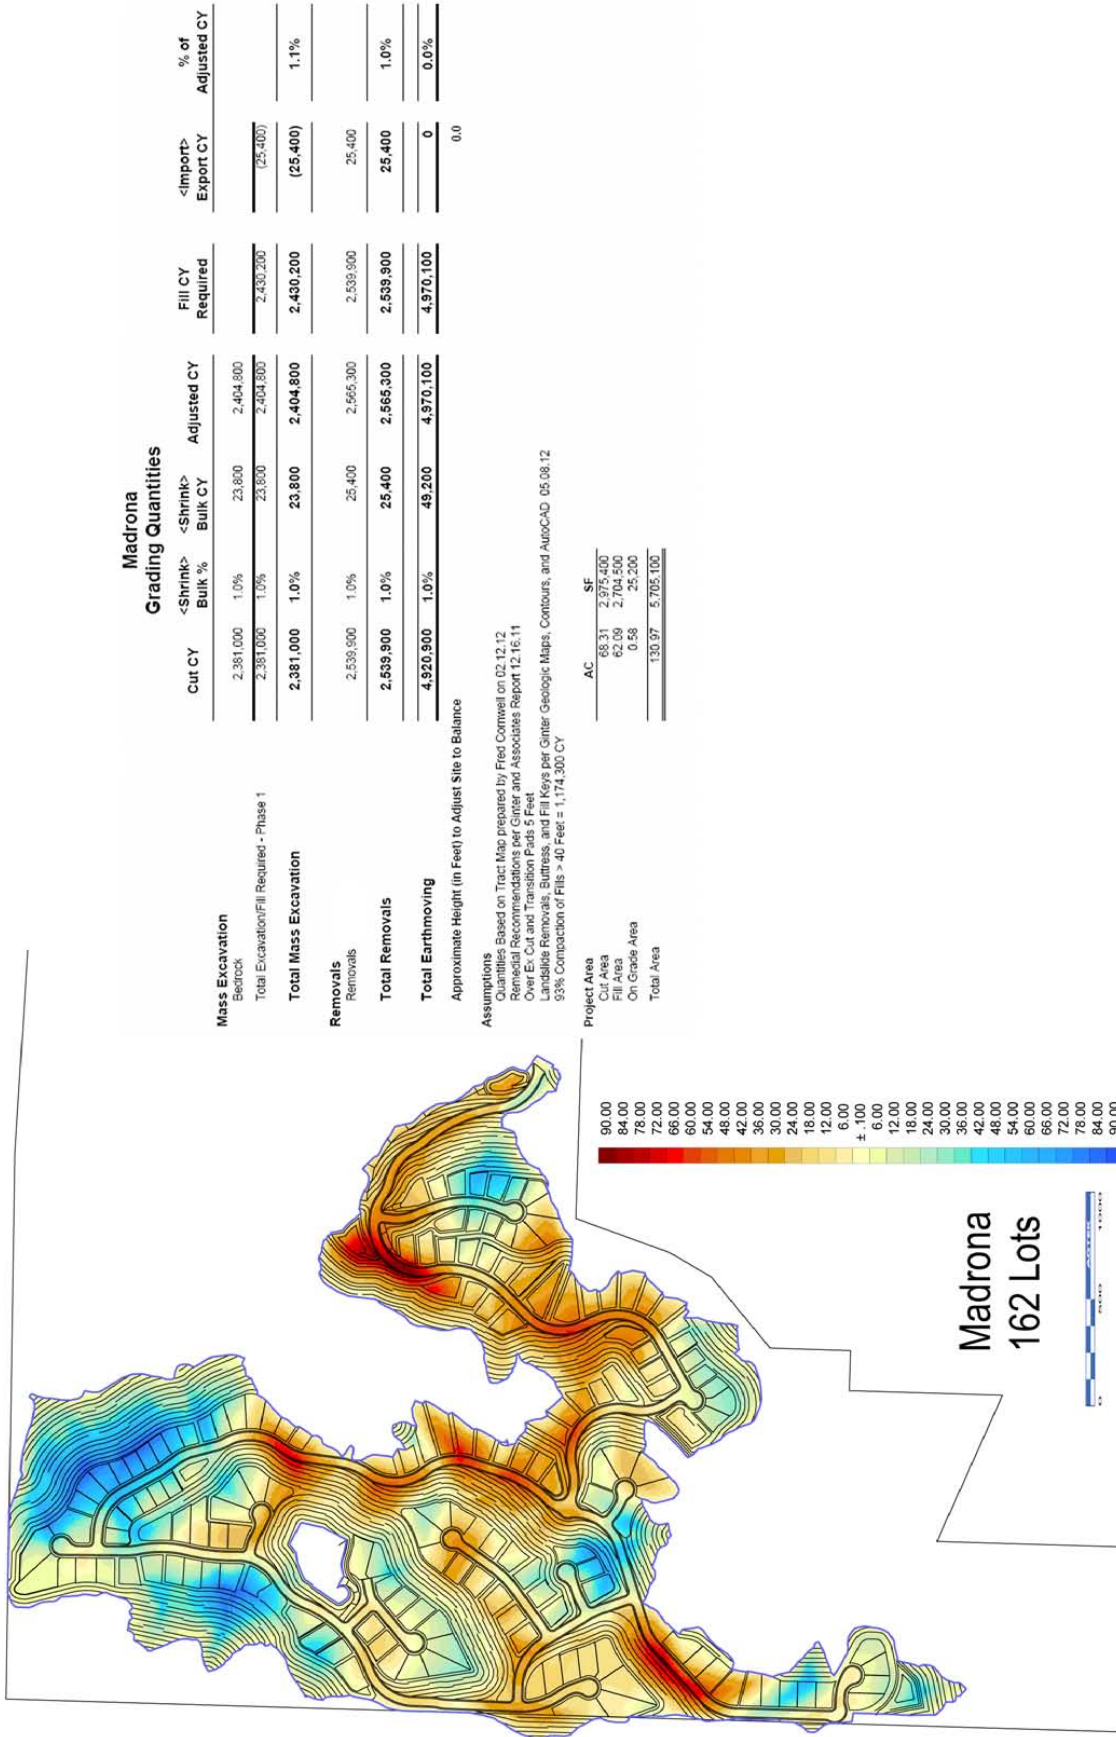 Madrona
Grading Quantities
Cut CY <Shrink> Bulk % <Shrink> Bulk CY Adjusted CY Fill CY Required <Import> Export CY % of Adjusted CY
Mass Excavation
Bedrock 2,381,000 1.0% 23,800 2,404,800
Total Excavation/Fill Required - Phase 1 2,381,000 1.0% 23,800 2,404,800 2,430,200 (25,400)
Total Mass Excavation 2,381,000 1.0% 23,800 2,404,800 2,430,200 (25,400) 1.1%
Removals
Removals 2,539,900 1.0% 25,400 2,565,300 2,539,900 25,400
Total Removals 2,539,900 1.0% 25,400 2,565,300 2,539,900 25,400 1.0%
Total Earthmoving 4,920,900 1.0% 49,200 4,970,100 4,970,100 0 0.0%
Approximate Height (in Feet) to Adjust Site to Balance 0.0
Assumptions
Quantities Based on Tract Map prepared by Fred Cornwell on 02.12.12
Remedial Recommendations per Ginter and Associates Report 12.16.11
Over Ex Cut and Transition Pads 5 Feet
Landslide Removals, Buttress, and Fill Keys per Ginter Geologic Maps, Contours, and AutoCAD 05.08.12
93% Compaction of Fills > 40 Feet = 1,174,300 CY
Project Area AC SF
Cut Area 68.31 2,975,400
Fill Area 62.09 2,704,500
On Grade Area 0.58 25,200
Total Area 130.97 5,705,100
90.00
84.00
78.00
72.00
66.00
60.00
54.00
48.00
42.00
36.00
30.00
24.00
18.00
12.00
6.00
± .100
6.00
12.00
18.00
24.00
30.00
36.00
42.00
48.00
54.00
60.00
66.00
72.00
78.00
84.00
90.00
Madrona
162 Lots
AGTEK
0 500 1000